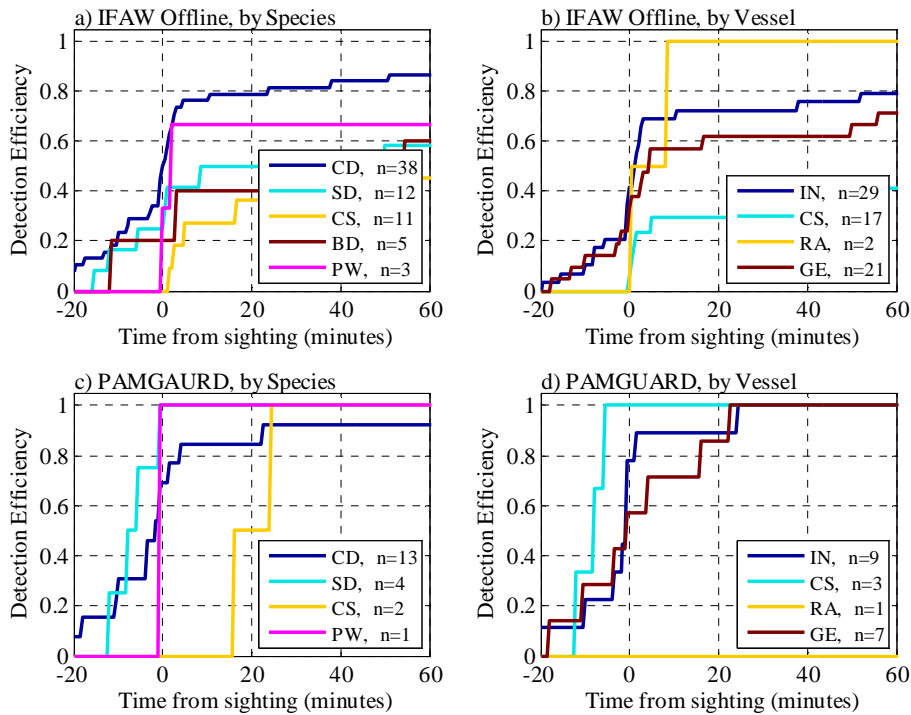 a) IFAW Offline, by Species
1
0.8
0.6
0.4
0.2
0
Detection Efficiency
CD, n=38
SD, n=12
CS, n=11
BD, n=5
PW, n=3
-20 0 20 40 60
Time from sighting (minutes)
b) IFAW Offline, by Vessel
1
0.8
0.6
0.4
0.2
0
Detection Efficiency
IN, n=29
CS, n=17
RA, n=2
GE, n=21
-20 0 20 40 60
Time from sighting (minutes)
c) PAMGAURD, by Species
1
0.8
0.6
0.4
0.2
0
Detection Efficiency
CD, n=13
SD, n=4
CS, n=2
PW, n=1
-20 0 20 40 60
Time from sighting (minutes)
d) PAMGUARD, by Vessel
1
0.8
0.6
0.4
0.2
0
Detection Efficiency
IN, n=9
CS, n=3
RA, n=1
GE, n=7
-20 0 20 40 60
Time from sighting (minutes)